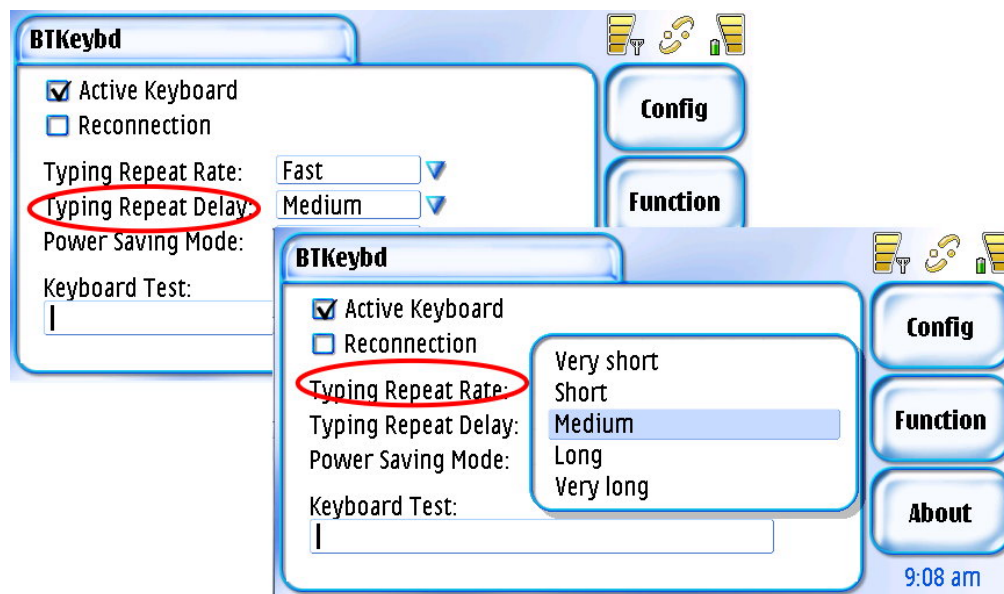 BTKeybd
Active Keyboard
Reconnection
Typing Repeat Rate: Fast
Typing Repeat Delay: Medium
Power Saving Mode:
Keyboard Test:
Config
Function
BTKeybd
Active Keyboard
Reconnection
Typing Repeat Rate:
Typing Repeat Delay:
Power Saving Mode:
Keyboard Test:
Very short
Short
Medium
Long
Very long
Config
Function
About
9:08 am